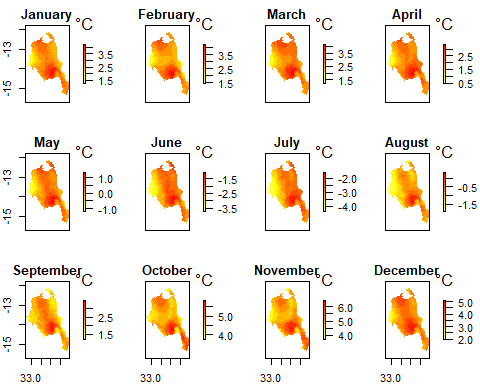 January °C February °C March °C April °C
-13 3.5 3.5 3.5 3.5
2.5 2.5 2.5 2.5
-15 1.5 1.5 1.5 1.5
0.5
May °C June °C July °C August °C
-13 1.0 -1.5 -2.0 -0.5
0.0 -2.5 -3.0 -1.5
-15 -1.0 -3.5 -4.0
September °C October °C November °C December °C
-13 2.5 5.0 6.0 5.0
1.5 4.0 5.0 4.0
-15 4.0 3.0
2.0
33.0 33.0 33.0 33.0